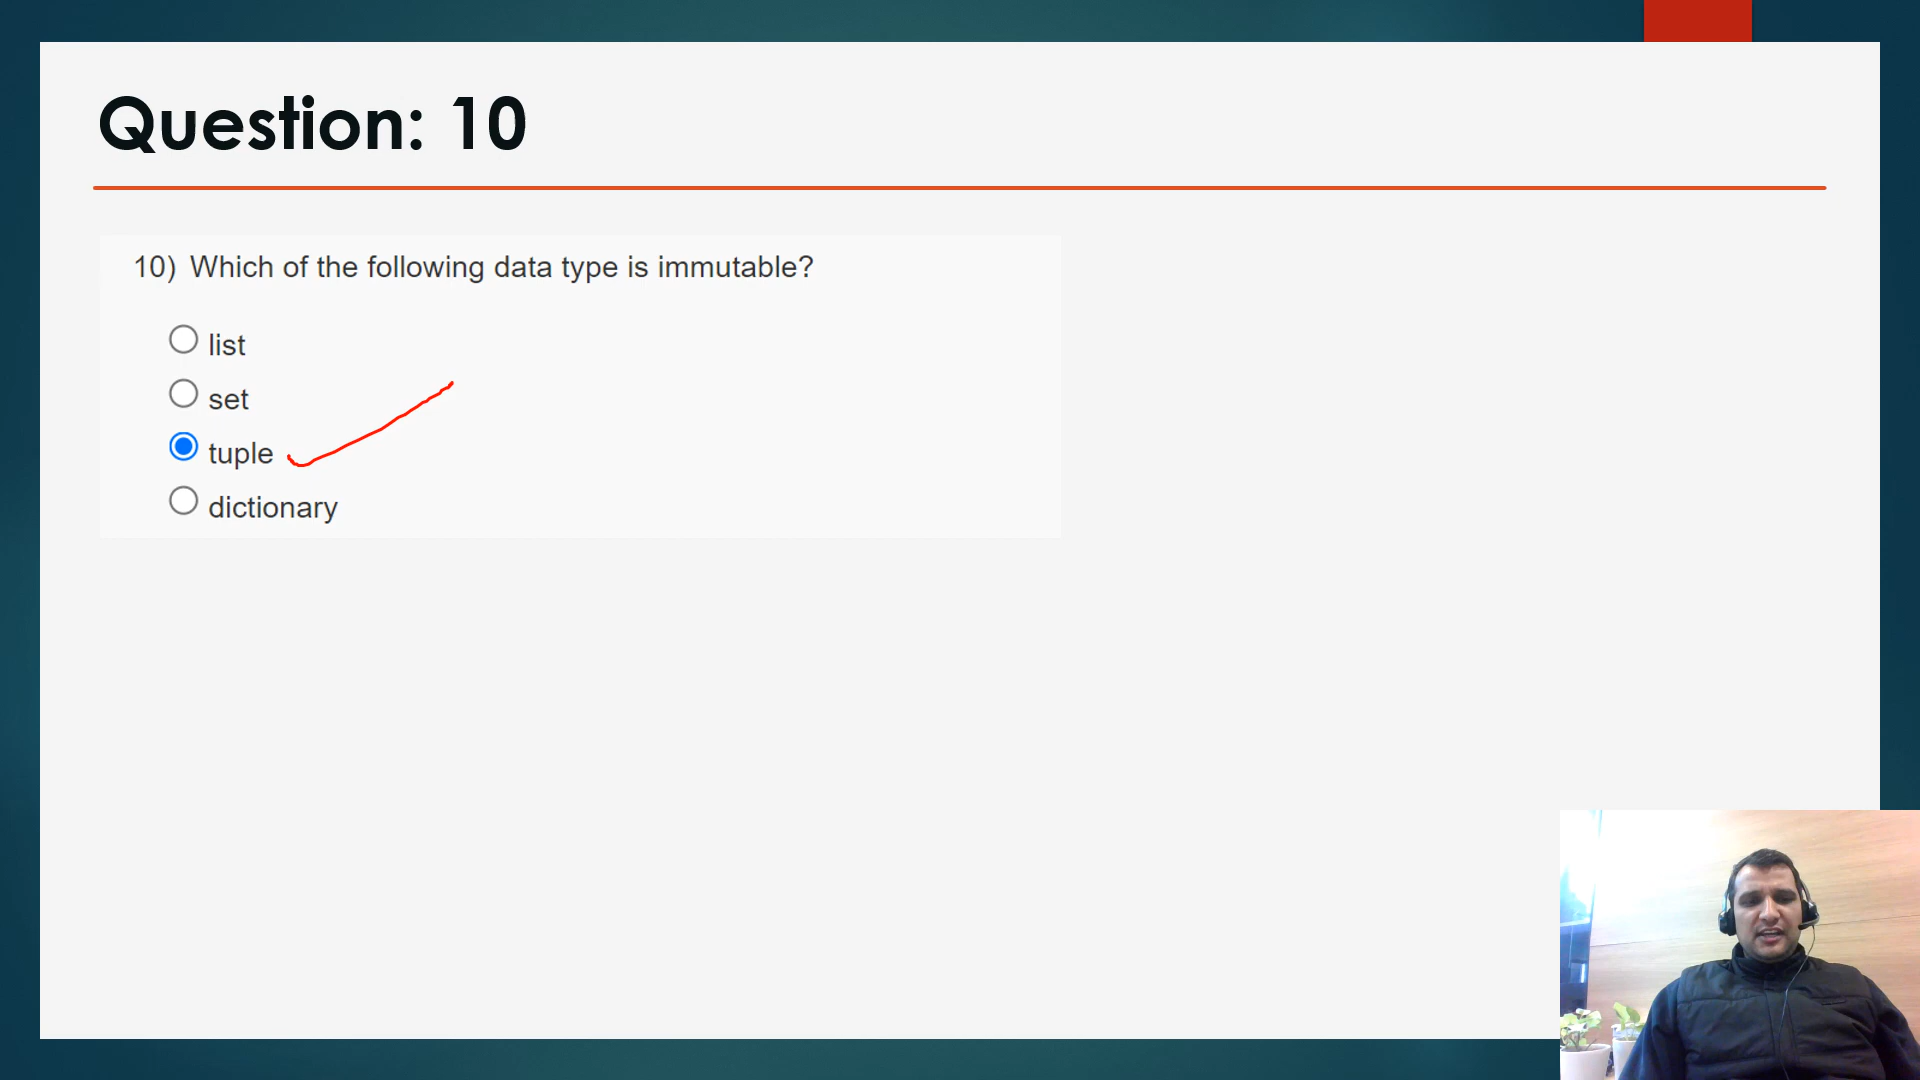 Question: 10
10) Which of the following data type is immutable?
list
set
tuple
dictionary